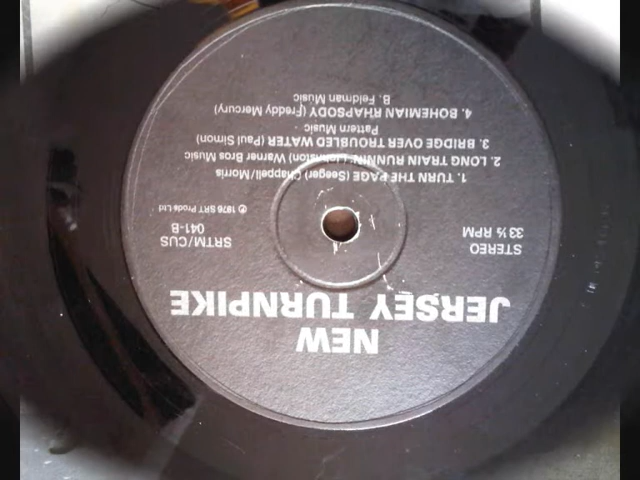 NEW
JERSEY TURNPIKE
STEREO
33⅓ RPM
SRTM/CUS
041-B
℗ 1976 SRT Prods Ltd
1. TURN THE PAGE (Seeger) Chappell/Morris
2. LONG TRAIN RUNNIN' (Johnston) Warner Bros Music
3. BRIDGE OVER TROUBLED WATER (Paul Simon)
Pattern Music
4. BOHEMIAN RHAPSODY (Freddy Mercury)
B. Feldman Music